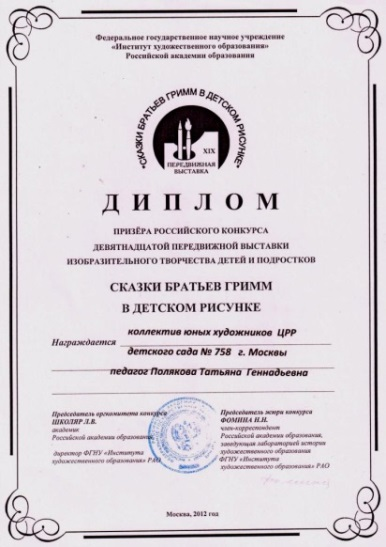 Федеральное государственное научное учреждение
«Институт художественного образования»
Российской академии образования
«СКАЗКИ БРАТЬЕВ ГРИММ В ДЕТСКОМ РИСУНКЕ»
XIX
ПЕРЕДВИЖНАЯ
ВЫСТАВКА
ДИПЛОМ
ПРИЗЁРА РОССИЙСКОГО КОНКУРСА
ДЕВЯТНАДЦАТОЙ ПЕРЕДВИЖНОЙ ВЫСТАВКИ
ИЗОБРАЗИТЕЛЬНОГО ТВОРЧЕСТВА ДЕТЕЙ И ПОДРОСТКОВ
СКАЗКИ БРАТЬЕВ ГРИММ
В ДЕТСКОМ РИСУНКЕ
коллектив юных художников ЦРР
Награждается
детского сада № 758 г. Москвы
педагог Полякова Татьяна Геннадьевна
Председатель оргкомитета конкурса
ШКОЛЯР Л.В.
академик
Российской академии образования,
директор ФГНУ «Института
художественного образования» РАО
Председатель жюри конкурса
ФОМИНА Н.Н.
член-корреспондент
Российской академии образования,
заведующая лабораторией истории
художественного образования
ФГНУ «Института
художественного образования» РАО
Москва, 2012 год